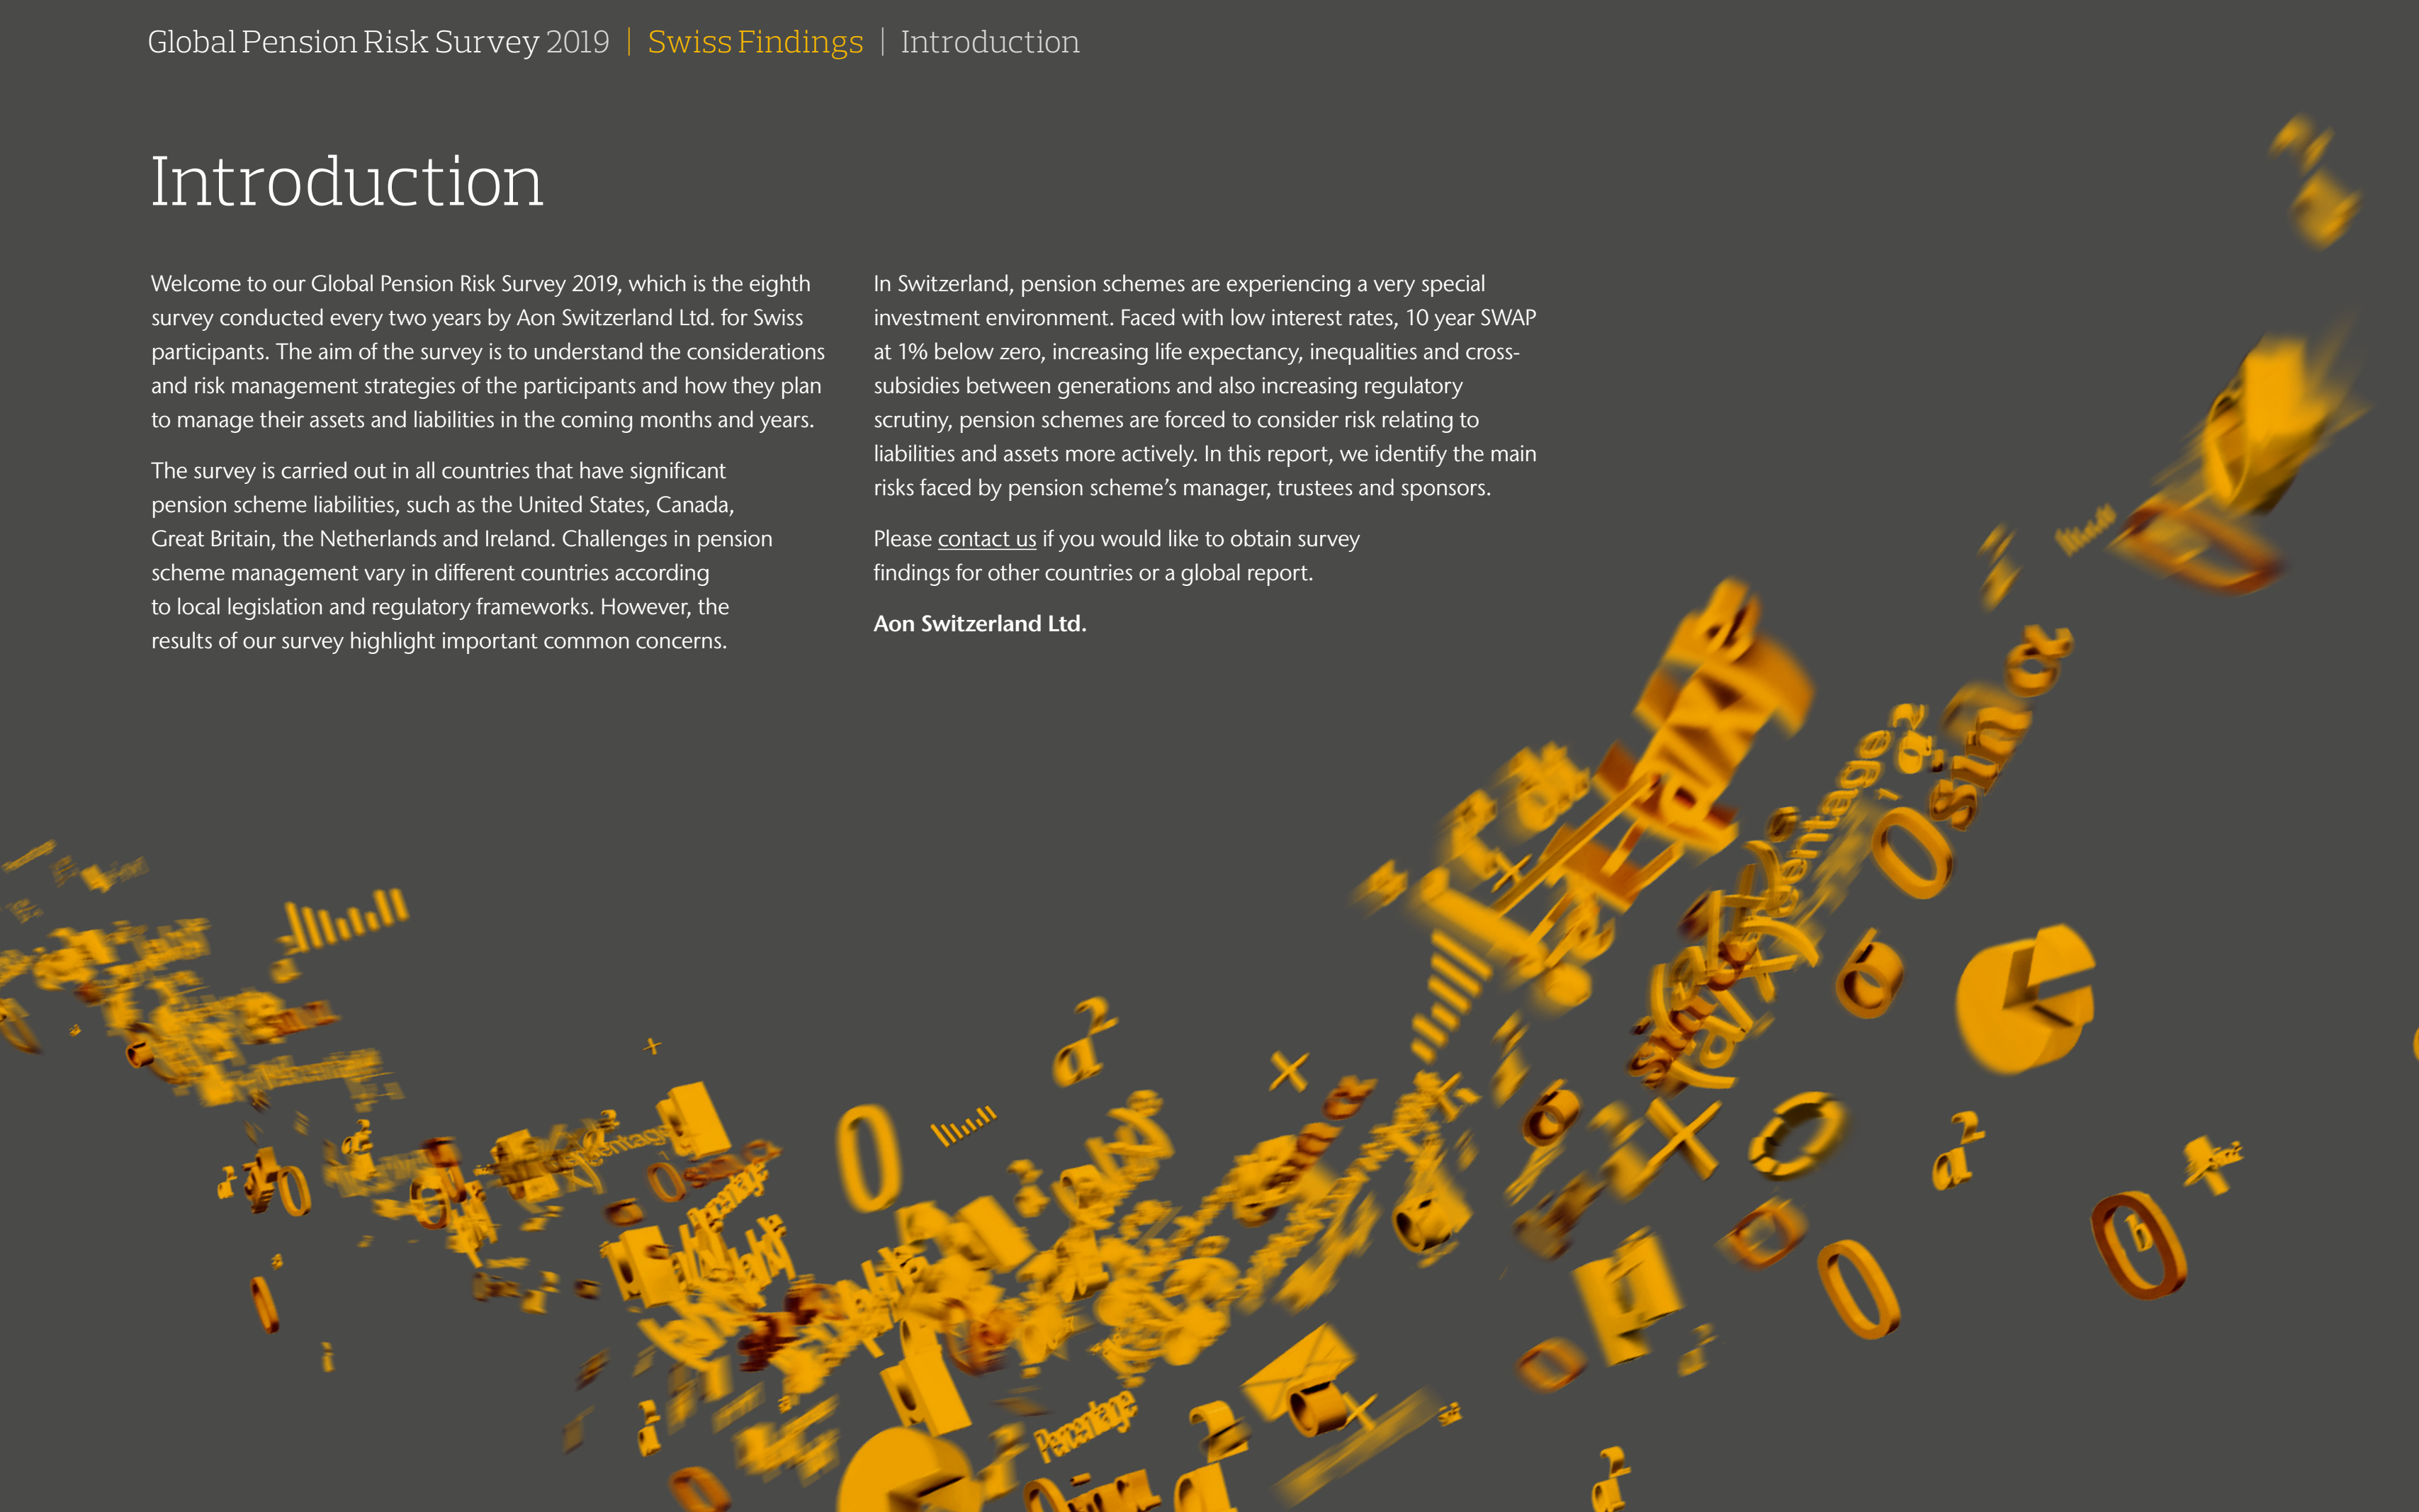 Global Pension Risk Survey 2019 | Swiss Findings | Introduction
Introduction
Welcome to our Global Pension Risk Survey 2019, which is the eighth
survey conducted every two years by Aon Switzerland Ltd. for Swiss
participants. The aim of the survey is to understand the considerations
and risk management strategies of the participants and how they plan
to manage their assets and liabilities in the coming months and years.
The survey is carried out in all countries that have significant
pension scheme liabilities, such as the United States, Canada,
Great Britain, the Netherlands and Ireland. Challenges in pension
scheme management vary in different countries according
to local legislation and regulatory frameworks. However, the
results of our survey highlight important common concerns.
In Switzerland, pension schemes are experiencing a very special
investment environment. Faced with low interest rates, 10 year SWAP
at 1% below zero, increasing life expectancy, inequalities and cross-
subsidies between generations and also increasing regulatory
scrutiny, pension schemes are forced to consider risk relating to
liabilities and assets more actively. In this report, we identify the main
risks faced by pension scheme’s manager, trustees and sponsors.
Please contact us if you would like to obtain survey
findings for other countries or a global report.
Aon Switzerland Ltd.
sin α
0
a²
0
a²
0
0
b
Percentage
a²